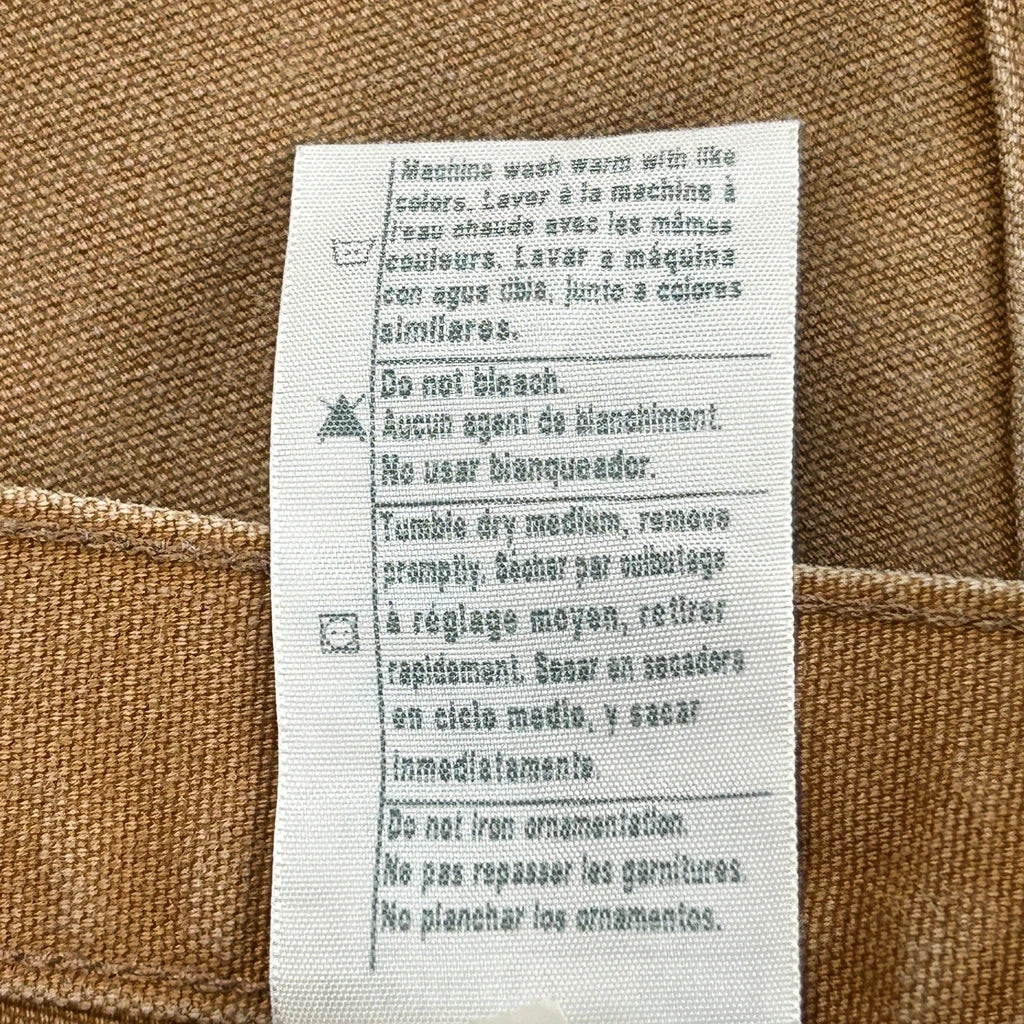 Machine wash warm with like
colors. Laver à la machine à
l'eau chaude avec les mêmes
couleurs. Lavar a máquina
con agua tibia, junto a colores
similares.
Do not bleach.
Aucun agent de blanchiment.
No usar blanqueador.
Tumble dry medium, remove
promptly. Sécher par culbutage
à réglage moyen, retirer
rapidement. Secar en secadora
en ciclo medio, y sacar
inmediatamente.
Do not iron ornamentation.
Ne pas repasser les garnitures.
No planchar los ornamentos.